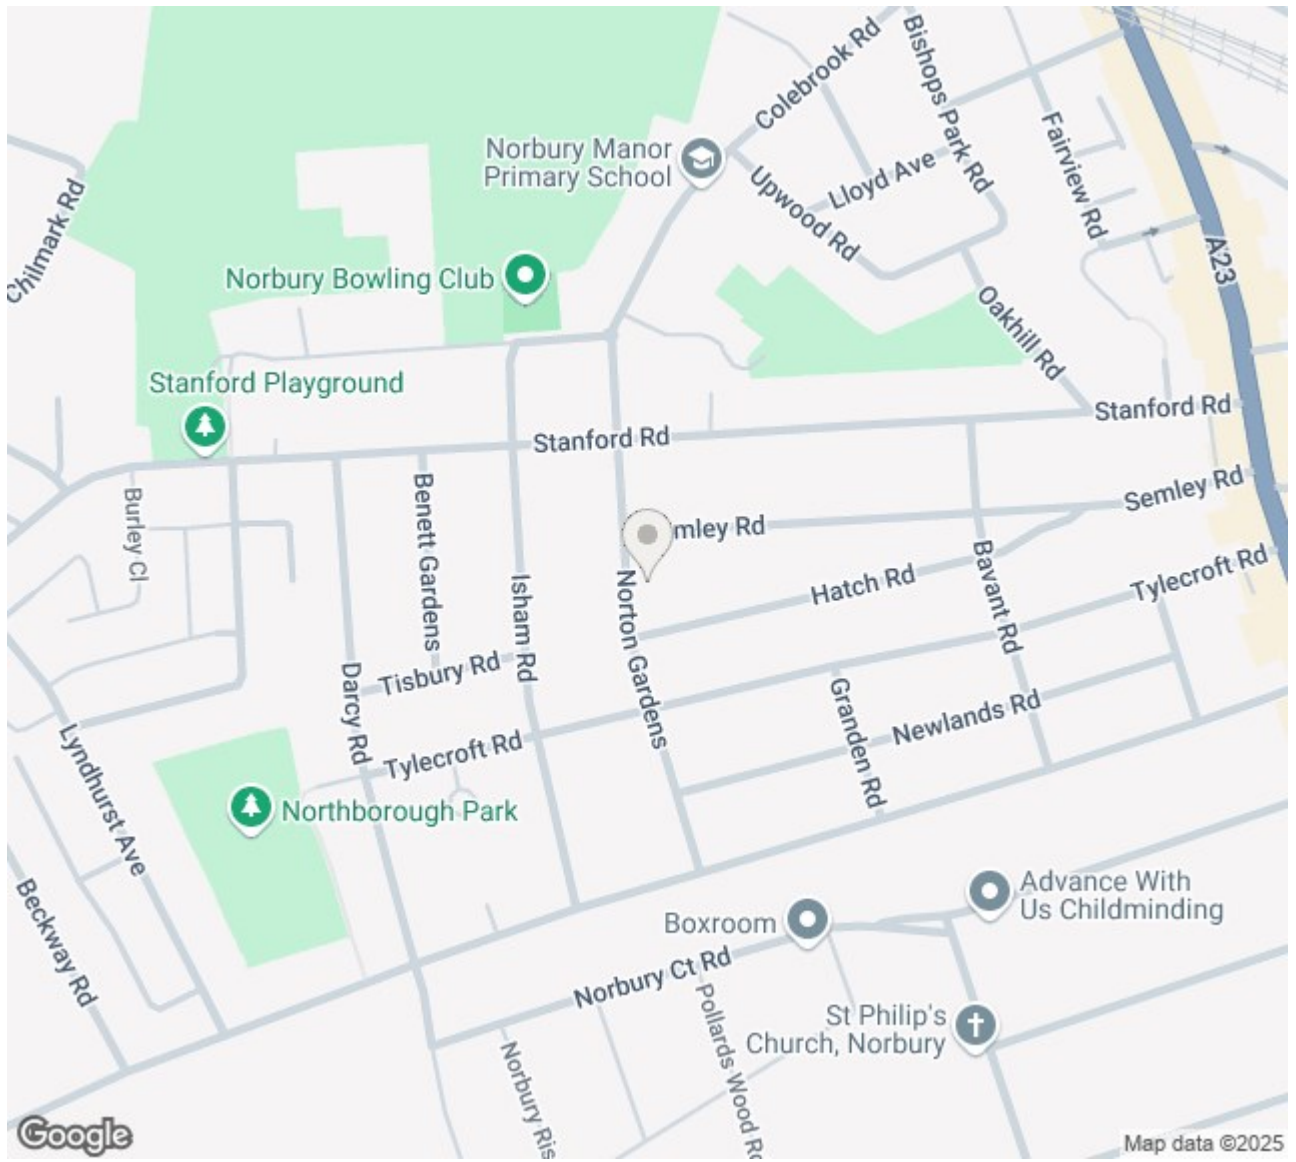 Colebrook Rd
Bishops Park Rd
Fairview Rd
Norbury Manor
Primary School
Lloyd Ave
Upwood Rd
Chilmark Rd
A23
Norbury Bowling Club
Oakhill Rd
Stanford Playground
Stanford Rd
Stanford Rd
Semley Rd
Burley Cl
Benett Gardens
mley Rd
Isham Rd
Norton Gardens
Hatch Rd
Bavant Rd
Tylecroft Rd
Tisbury Rd
Darcy Rd
Granden Rd
Newlands Rd
Lyndhurst Ave
Tylecroft Rd
Northborough Park
Beckway Rd
Advance With
Us Childminding
Boxroom
Norbury Ct Rd
Pollards Wood Rd
St Philip's
Church, Norbury
Norbury Ris
Google
Map data ©2025